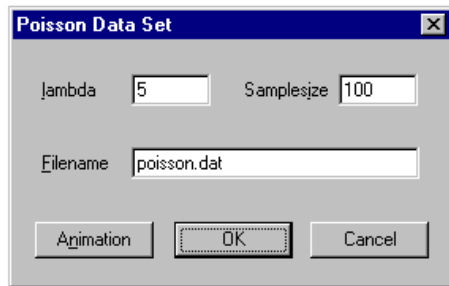 Poisson Data Set
lambda 5 Samplesize 100
Filename poisson.dat
Animation OK Cancel